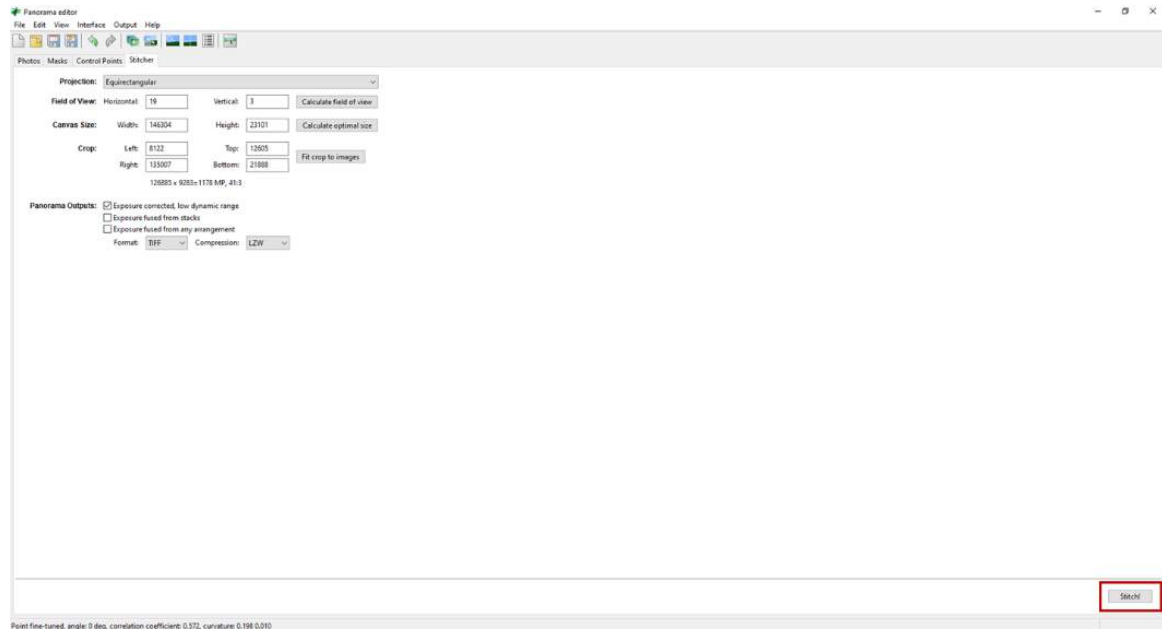 Panorama editor
File Edit View Interface Output Help
Photos Masks Control Points Stitcher
Projection: Equirectangular
Field of View: Horizontal: 19 Vertical: 3 Calculate field of view
Canvas Size: Width: 146304 Height: 23101 Calculate optimal size
Crop: Left: 8122 Top: 12605
Fit crop to images
Right: 135007 Bottom: 21888
126885 x 9283=1178 MP, 41:3
Panorama Outputs: Exposure corrected, low dynamic range
Exposure fused from stacks
Exposure fused from any arrangement
Format: TIFF Compression: LZW
Stitch!
Point fine-tuned, angle: 0 deg, correlation coefficient: 0.572, curvature: 0.198 0.010